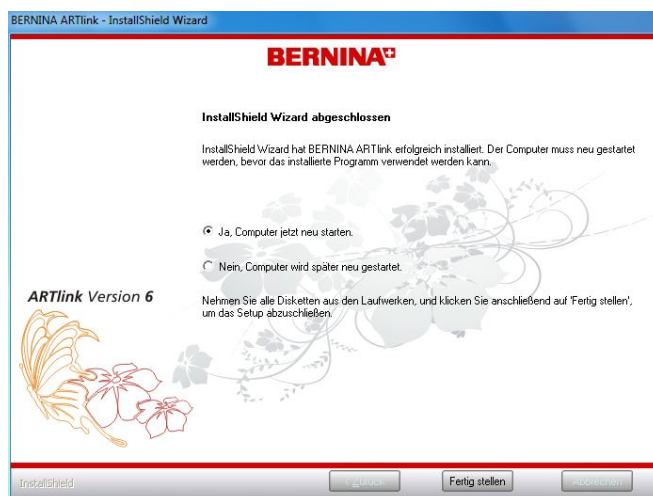 BERNINA ARTlink - InstallShield Wizard
BERNINA
InstallShield Wizard abgeschlossen
InstallShield Wizard hat BERNINA ARTlink erfolgreich installiert. Der Computer muss neu gestartet
werden, bevor das installierte Programm verwendet werden kann.
Ja, Computer jetzt neu starten.
Nein, Computer wird später neu gestartet.
ARTlink Version 6
Nehmen Sie alle Disketten aus den Laufwerken, und klicken Sie anschließend auf 'Fertig stellen',
um das Setup abzuschließen.
InstallShield
< Zurück
Fertig stellen
Abbrechen